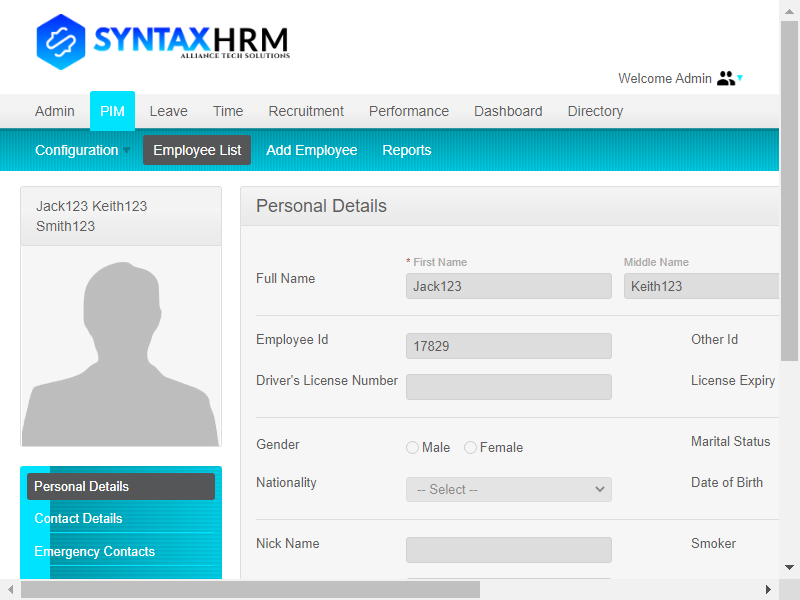 SYNTAXHRM
ALLIANCE TECH SOLUTIONS
Welcome Admin
Admin PIM Leave Time Recruitment Performance Dashboard Directory
Configuration Employee List Add Employee Reports
Jack123 Keith123
Smith123
Personal Details
* First Name Middle Name
Full Name Jack123 Keith123
Employee Id 17829 Other Id
Driver's License Number License Expiry
Gender Male Female Marital Status
Nationality -- Select -- Date of Birth
Nick Name Smoker
Personal Details
Contact Details
Emergency Contacts